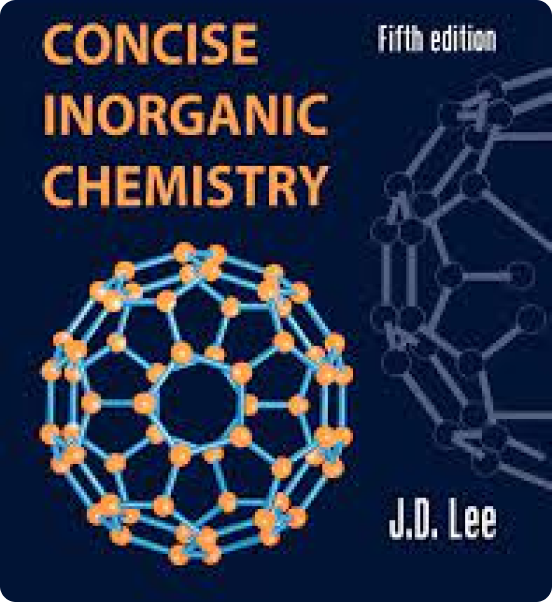 CONCISE
INORGANIC
CHEMISTRY
Fifth edition
J.D. Lee